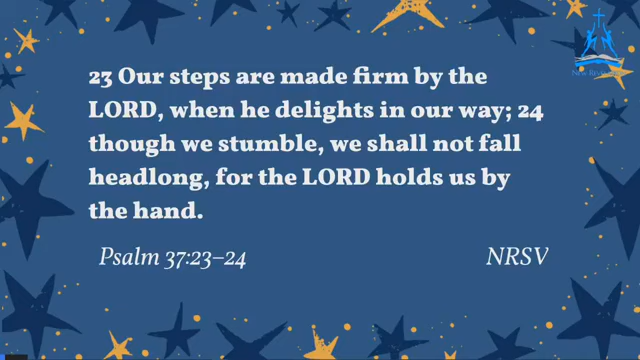 23 Our steps are made firm by the
LORD, when he delights in our way; 24
though we stumble, we shall not fall
headlong, for the LORD holds us by
the hand.
Psalm 37:23–24 NRSV